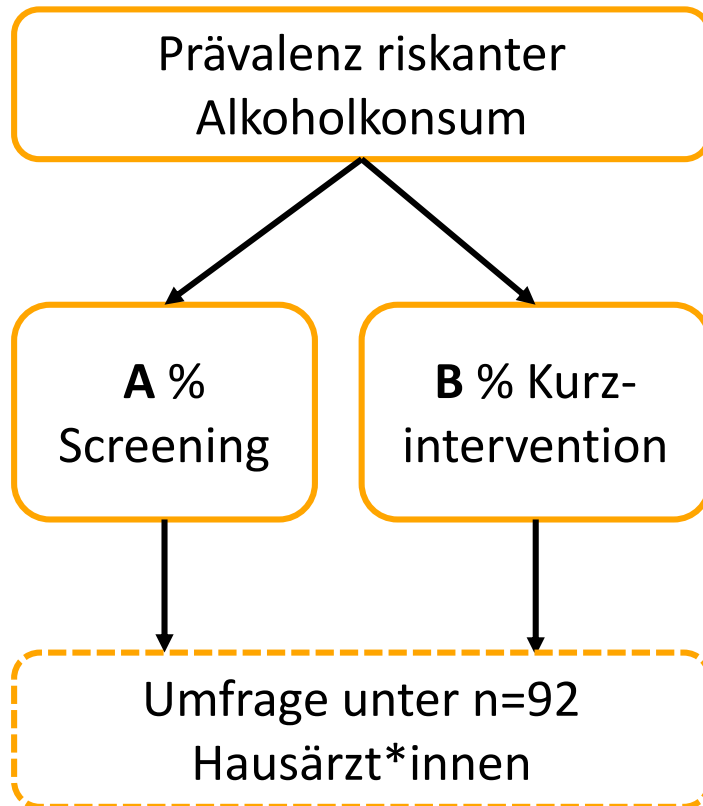 Prävalenz riskanter
Alkoholkonsum
A %
Screening
B % Kurz-
intervention
Umfrage unter n=92
Hausärzt*innen